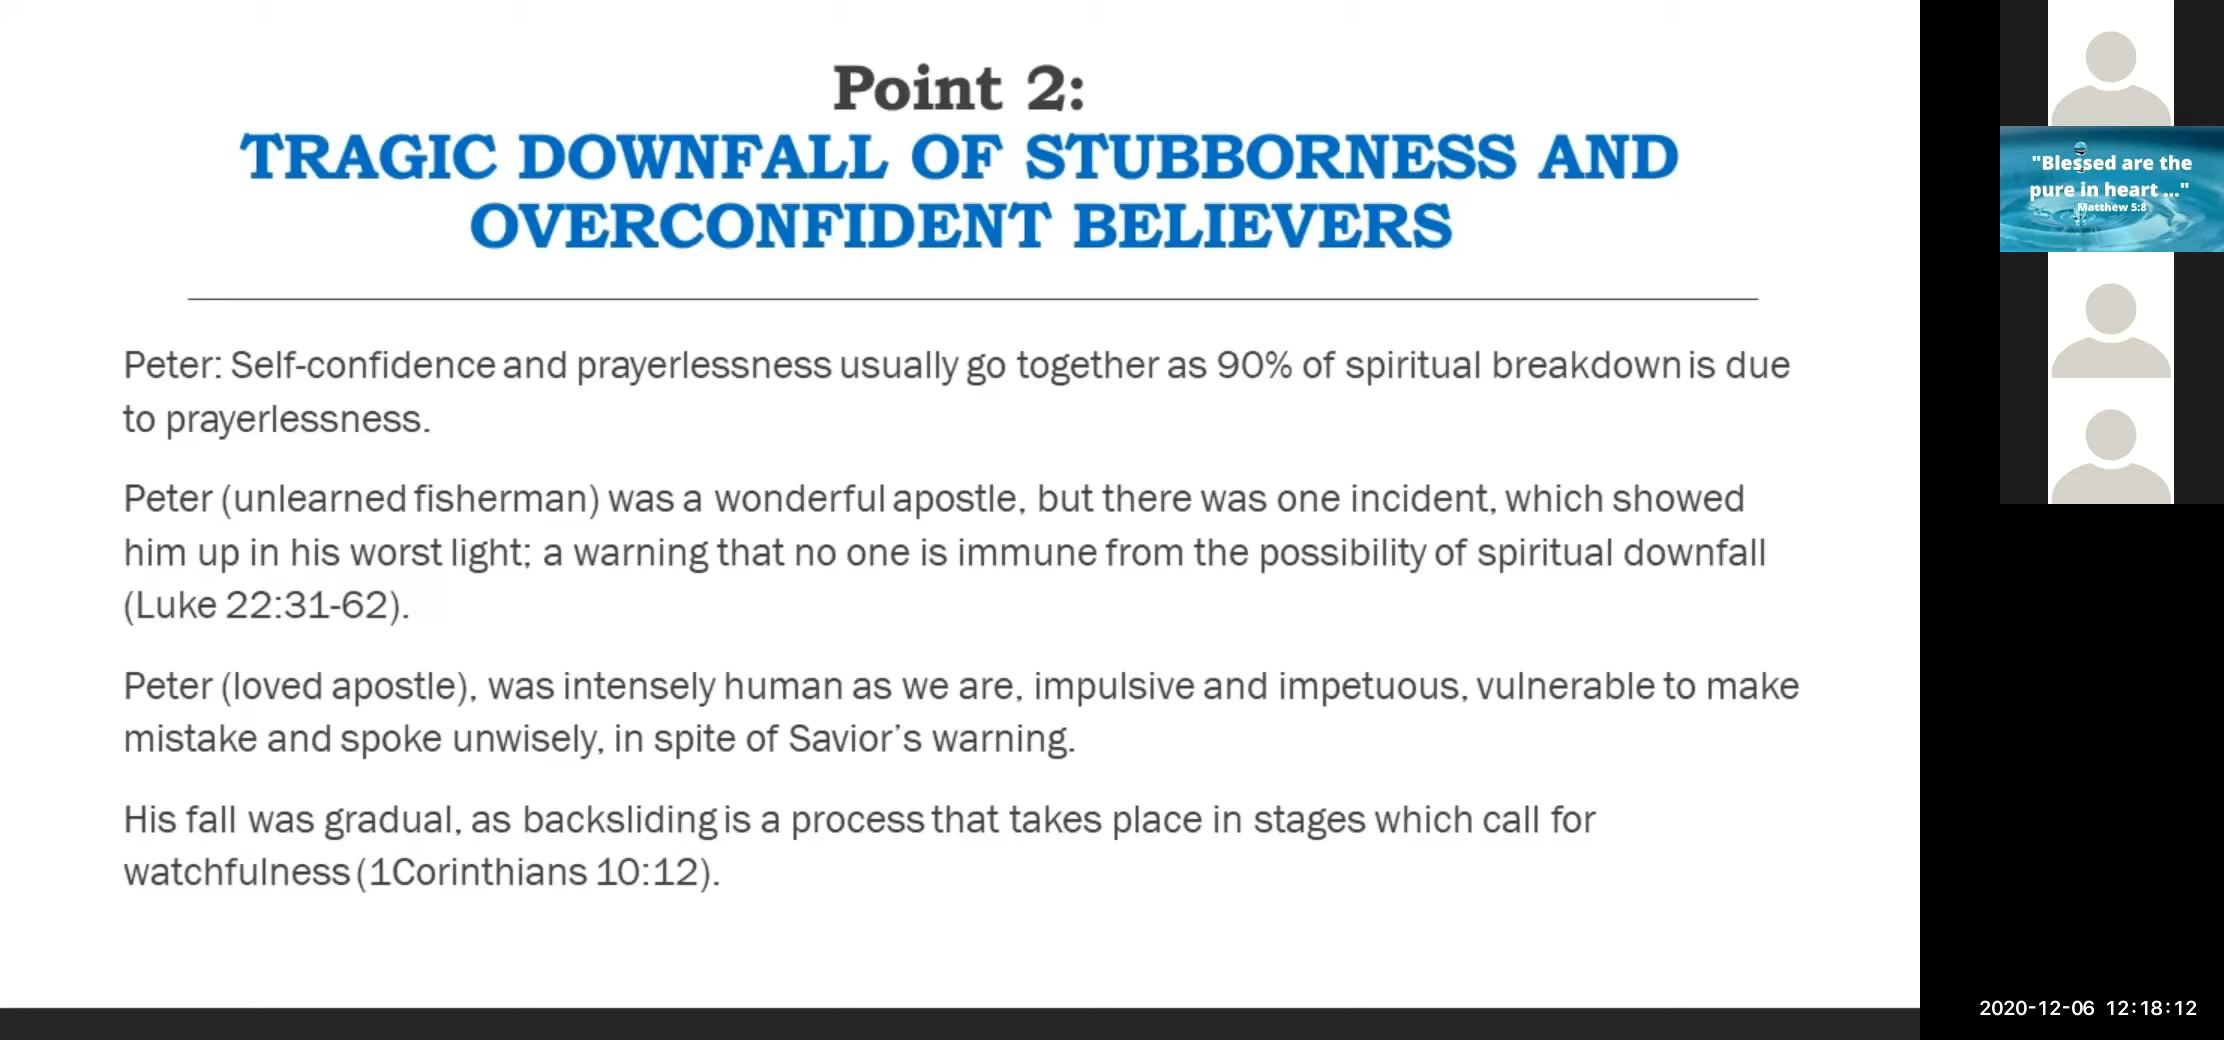 Point 2:
TRAGIC DOWNFALL OF STUBBORNESS AND
OVERCONFIDENT BELIEVERS
Peter: Self-confidence and prayerlessness usually go together as 90% of spiritual breakdown is due
to prayerlessness.
Peter (unlearned fisherman) was a wonderful apostle, but there was one incident, which showed
him up in his worst light; a warning that no one is immune from the possibility of spiritual downfall
(Luke 22:31-62).
Peter (loved apostle), was intensely human as we are, impulsive and impetuous, vulnerable to make
mistake and spoke unwisely, in spite of Savior’s warning.
His fall was gradual, as backsliding is a process that takes place in stages which call for
watchfulness (1Corinthians 10:12).
"Blessed are the
pure in heart ..."
Matthew 5:8
2020-12-06 12:18:12